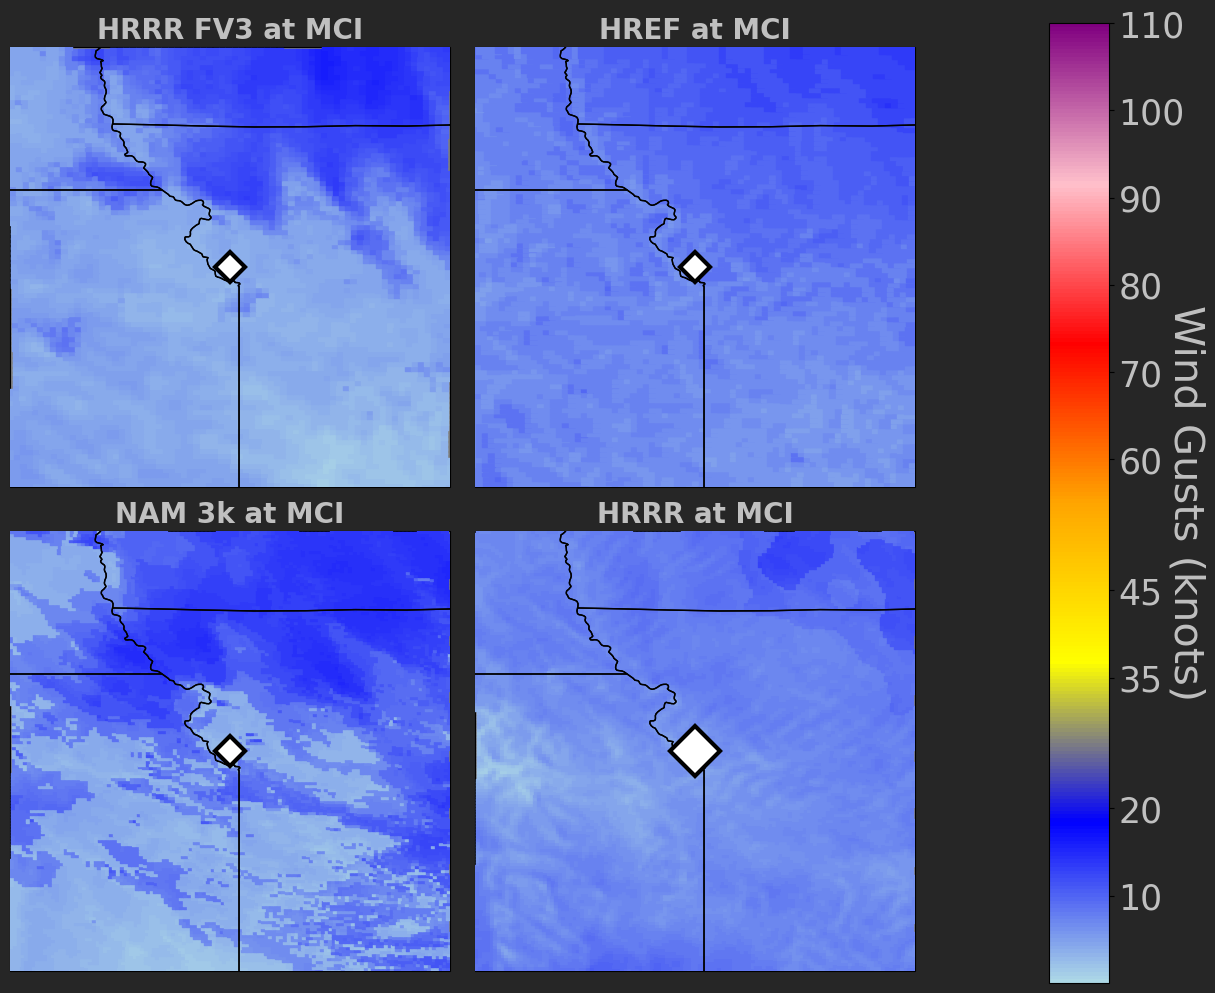 HRRR FV3 at MCI
HREF at MCI
NAM 3k at MCI
HRRR at MCI
110
100
90
80
70
60
45
35
20
10
Wind Gusts (knots)